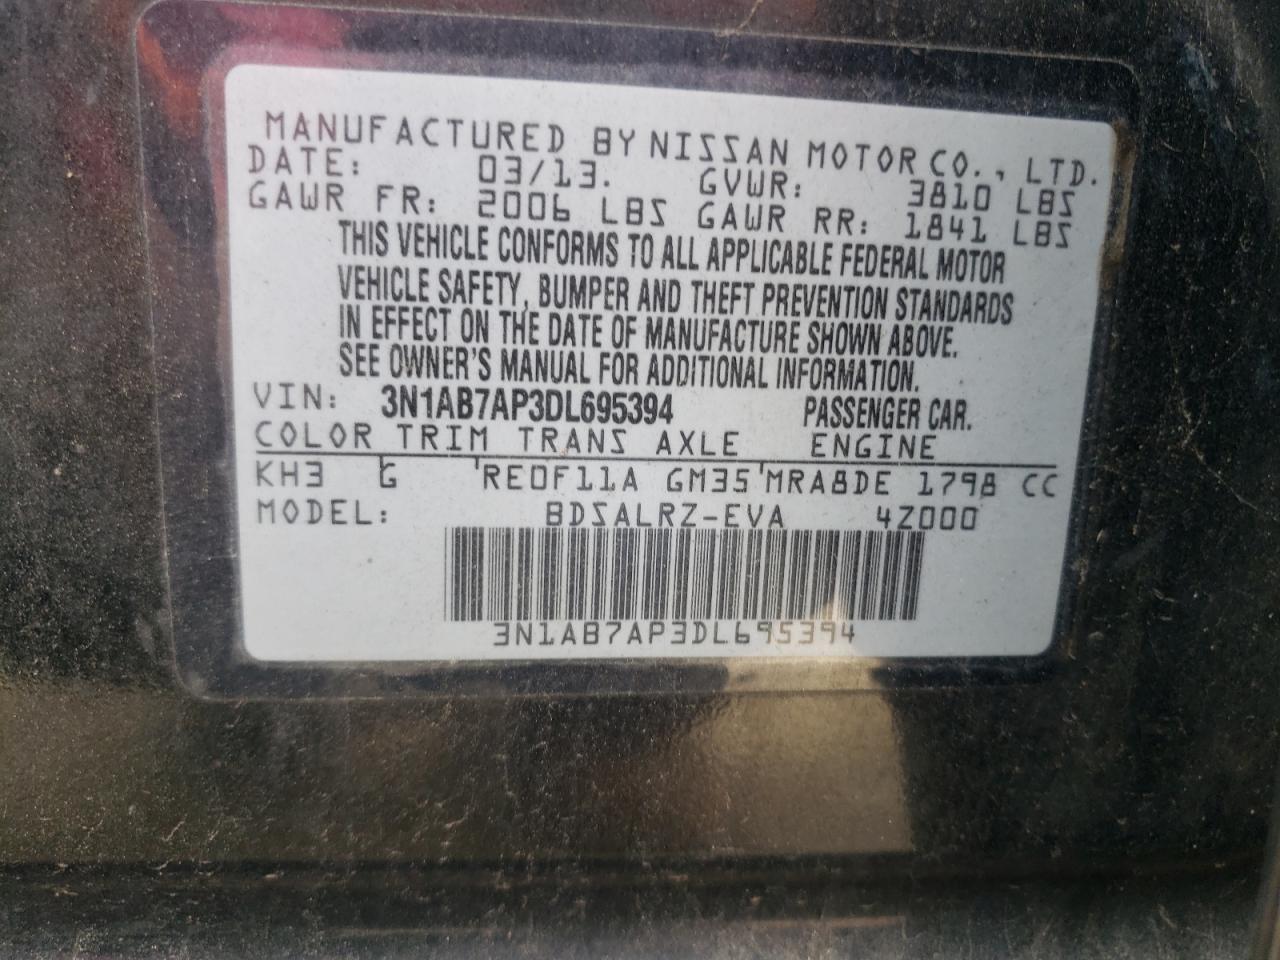 MANUFACTURED BY NISSAN MOTOR CO., LTD.
DATE: 03/13. GVWR: 3810 LBS
GAWR FR: 2006 LBS GAWR RR: 1841 LBS
THIS VEHICLE CONFORMS TO ALL APPLICABLE FEDERAL MOTOR
VEHICLE SAFETY, BUMPER AND THEFT PREVENTION STANDARDS
IN EFFECT ON THE DATE OF MANUFACTURE SHOWN ABOVE.
SEE OWNER'S MANUAL FOR ADDITIONAL INFORMATION.
VIN: 3N1AB7AP3DL695394 PASSENGER CAR.
COLOR TRIM TRANS AXLE ENGINE
KH3 G RE0F11A GM35 MRA8DE 1798 CC
MODEL: BDSALRZ-EVA 4Z000
3N1AB7AP3DL695394